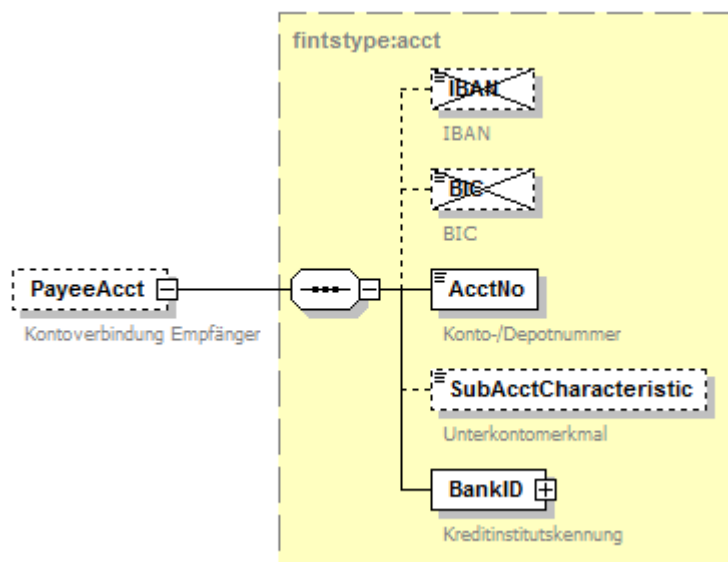 fintstype:acct
IBAN
IBAN
BIC
BIC
PayeeAcct
Kontoverbindung Empfänger
AcctNo
Konto-/Depotnummer
SubAcctCharacteristic
Unterkontomerkmal
BankID
Kreditinstitutskennung